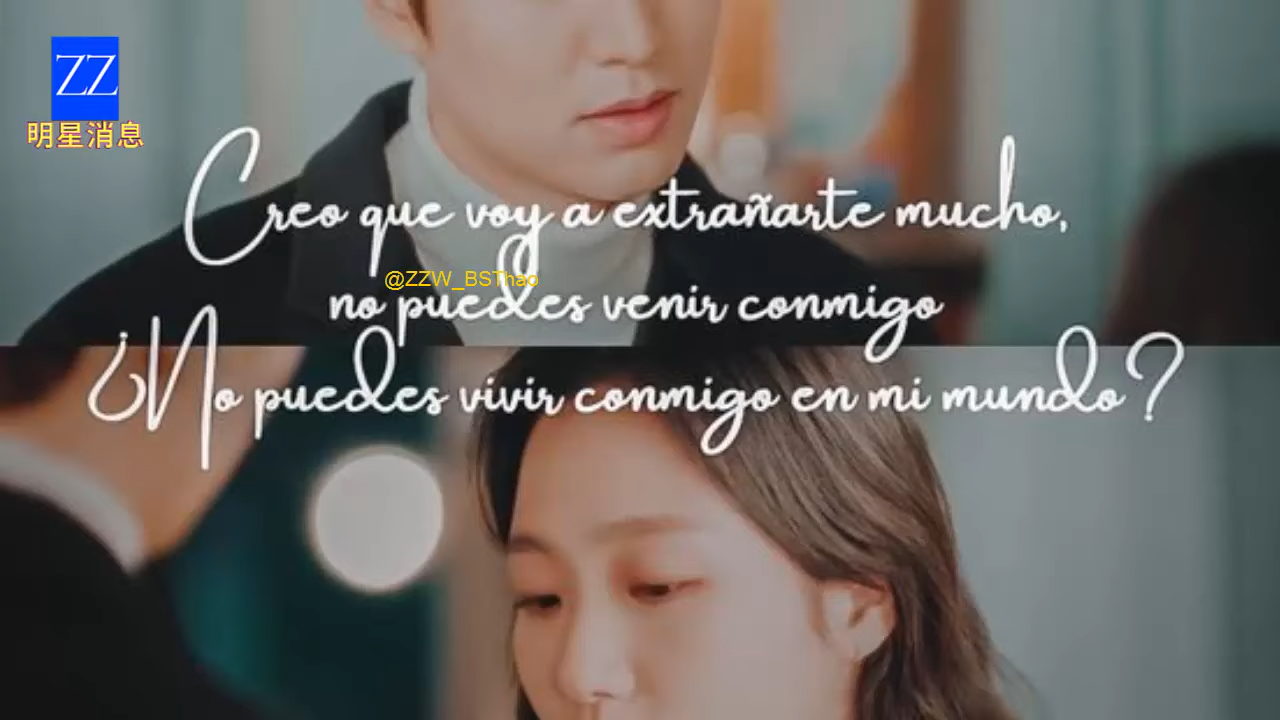 ZZ
明星消息
Creo que voy a extrañarte mucho,
@ZZW_BSThao
no puedes venir conmigo
¿No puedes vivir conmigo en mi mundo?